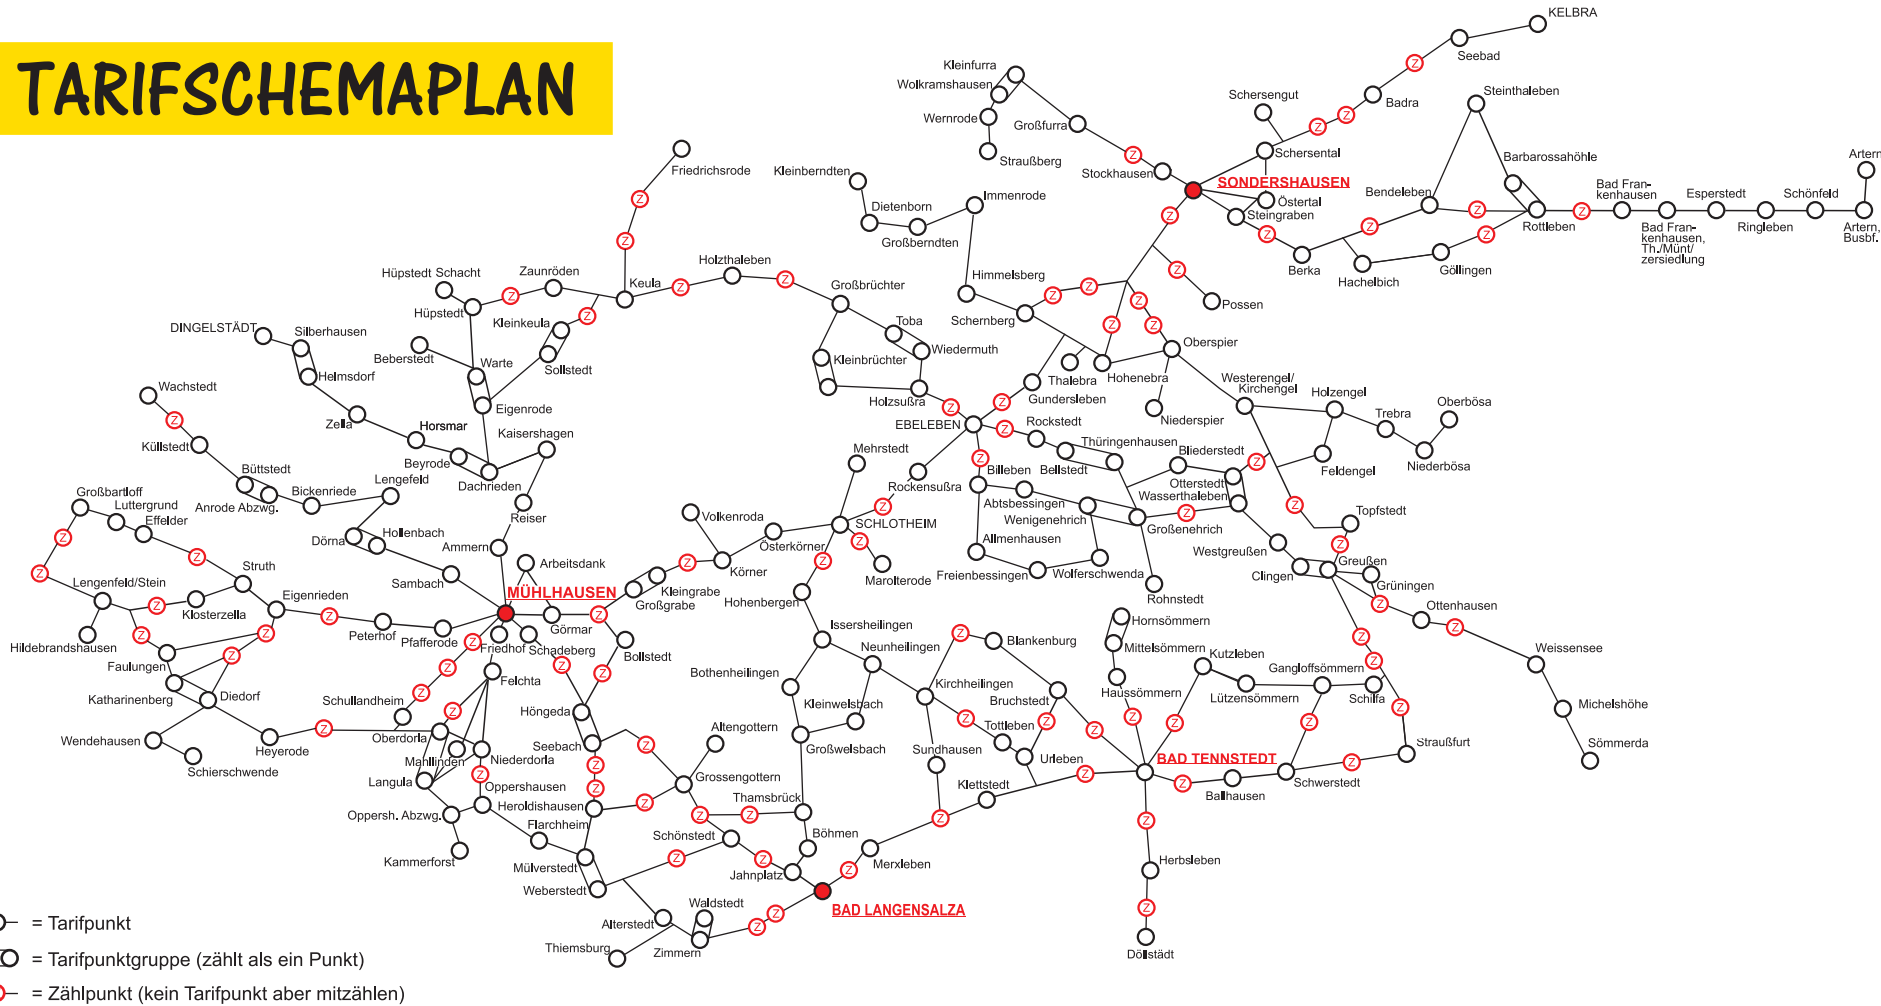 TARIFSCHEMAPLAN
KELBRA
Seebad
Badra
Kleinfurra
Wolkramshausen
Wernrode
Straußberg
Großfurra
Stockhausen
Schersengut
Schersental
SONDERSHAUSEN
Östertal
Steingraben
Berka
Hachelbich
Göllingen
Bendeleben
Steinthaleben
Barbarossahöhle
Rottleben
Bad Fran-
kenhausen
Bad Fran-
kenhausen,
Th./Münt/
zersiedlung
Esperstedt
Ringleben
Schönfeld
Artern
Artern,
Busbf.
Possen
Friedrichsrode
Kleinberndten
Dietenborn
Großberndten
Immenrode
Himmelsberg
Schernberg
Hüpstedt Schacht
Hüpstedt
Zaunröden
Keula
Holzthaleben
Großbrüchter
Toba
Wiedermuth
Kleinbrüchter
Holzsußra
Kleinkeula
Sollstedt
DINGELSTÄDT
Silberhausen
Helmsdorf
Zella
Horsmar
Beyrode
Dachrieden
Beberstedt
Warte
Eigenrode
Kaisershagen
Reiser
Ammern
Wachstedt
Küllstedt
Büttstedt
Anrode Abzwg.
Bickenriede
Lengefeld
Dörna
Hollenbach
Sambach
Großbartloff
Luttergrund
Effelder
Struth
Lengenfeld/Stein
Klosterzella
Eigenrieden
Hildebrandshausen
Faulungen
Katharinenberg
Diedorf
Wendehausen
Schierschwende
Heyerode
Peterhof
Pfafferode
MÜHLHAUSEN
Arbeitsdank
Görmar
Friedhof
Schadeberg
Felchta
Bollstedt
Schullandheim
Oberdorla
Mahllinden
Niederdorla
Langula
Oppershausen
Oppersh. Abzwg.
Kammerforst
Höngeda
Seebach
Heroldishausen
Flarchheim
Mülverstedt
Weberstedt
Altengottern
Grossengottern
Thamsbrück
Schönstedt
Böhmen
Jahnplatz
BAD LANGENSALZA
Merxleben
Alterstedt
Waldstedt
Thiemsburg
Zimmern
Volkenroda
Kleingrabe
Großgrabe
Körner
Österkörner
SCHLOTHEIM
Mehrstedt
Rockensußra
Marolterode
Hohenbergen
Issersheilingen
Bothenheilingen
Neunheilingen
Kleinwelsbach
Großwelsbach
Kirchheilingen
Sundhausen
Blankenburg
Bruchstedt
Tottleben
Urleben
Klettstedt
EBELEBEN
Gundersleben
Thalebra
Hohenebra
Oberspier
Niederspier
Westerengel/
Kirchengel
Holzengel
Feldengel
Trebra
Niederbösa
Oberbösa
Rockstedt
Bellstedt
Thüringenhausen
Bliederstedt
Otterstedt
Wasserthaleben
Billeben
Abtsbessingen
Wenigenehrich
Großenehrich
Allmenhausen
Freienbessingen
Wolferschwenda
Rohnstedt
Westgreußen
Clingen
Topfstedt
Greußen
Grüningen
Ottenhausen
Weissensee
Michelshöhe
Sömmerda
Hornsömmern
Mittelsömmern
Haussömmern
Kutzleben
Lützensömmern
Gangloffsömmern
Schilfa
Straußfurt
BAD TENNSTEDT
Ballhausen
Schwerstedt
Herbsleben
Döllstädt
= Tarifpunkt
= Tarifpunktgruppe (zählt als ein Punkt)
= Zählpunkt (kein Tarifpunkt aber mitzählen)